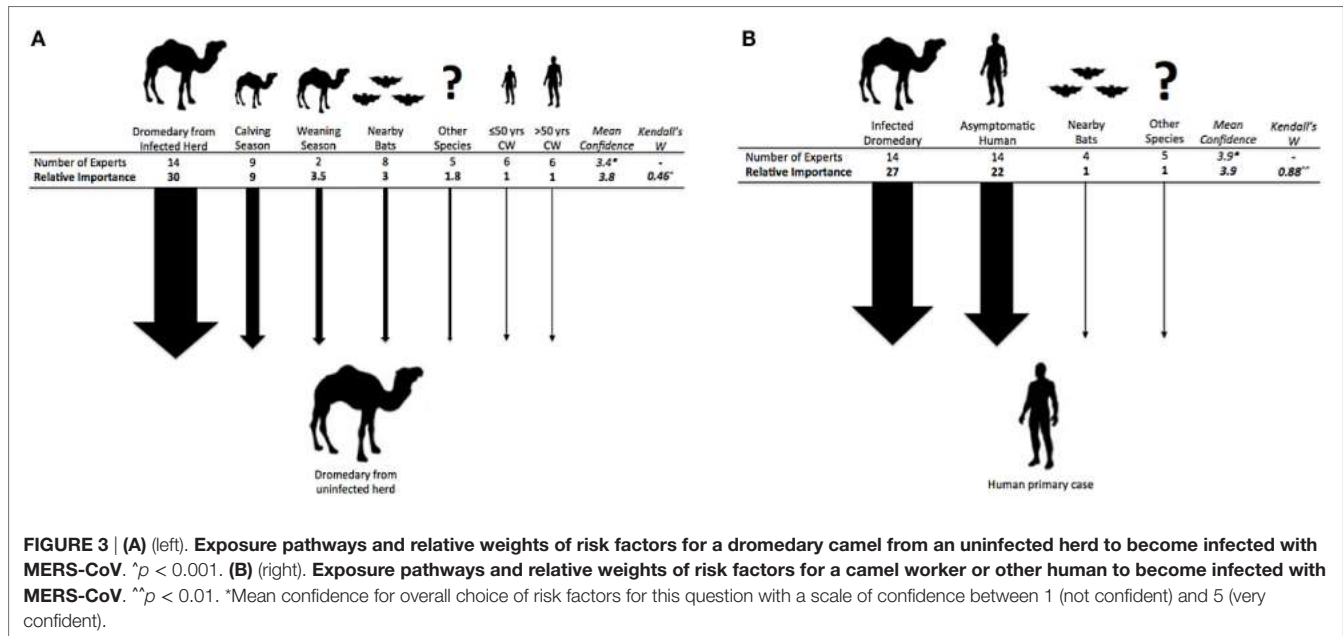 A
?
Dromedary from Infected Herd Calving Season Weaning Season Nearby Bats Other Species ≤50 yrs CW >50 yrs CW Mean Confidence Kendall's W
Number of Experts 14 9 2 8 5 6 6 3.4* -
Relative Importance 30 9 3.5 3 1.8 1 1 3.8 0.46^
Dromedary from
uninfected herd
B
?
Infected Dromedary Asymptomatic Human Nearby Bats Other Species Mean Confidence Kendall's W
Number of Experts 14 14 4 5 3.9* -
Relative Importance 27 22 1 1 3.9 0.88^^
Human primary case
FIGURE 3 | (A) (left). Exposure pathways and relative weights of risk factors for a dromedary camel from an uninfected herd to become infected with
MERS-CoV. ^p < 0.001. (B) (right). Exposure pathways and relative weights of risk factors for a camel worker or other human to become infected with
MERS-CoV. ^^p < 0.01. *Mean confidence for overall choice of risk factors for this question with a scale of confidence between 1 (not confident) and 5 (very
confident).